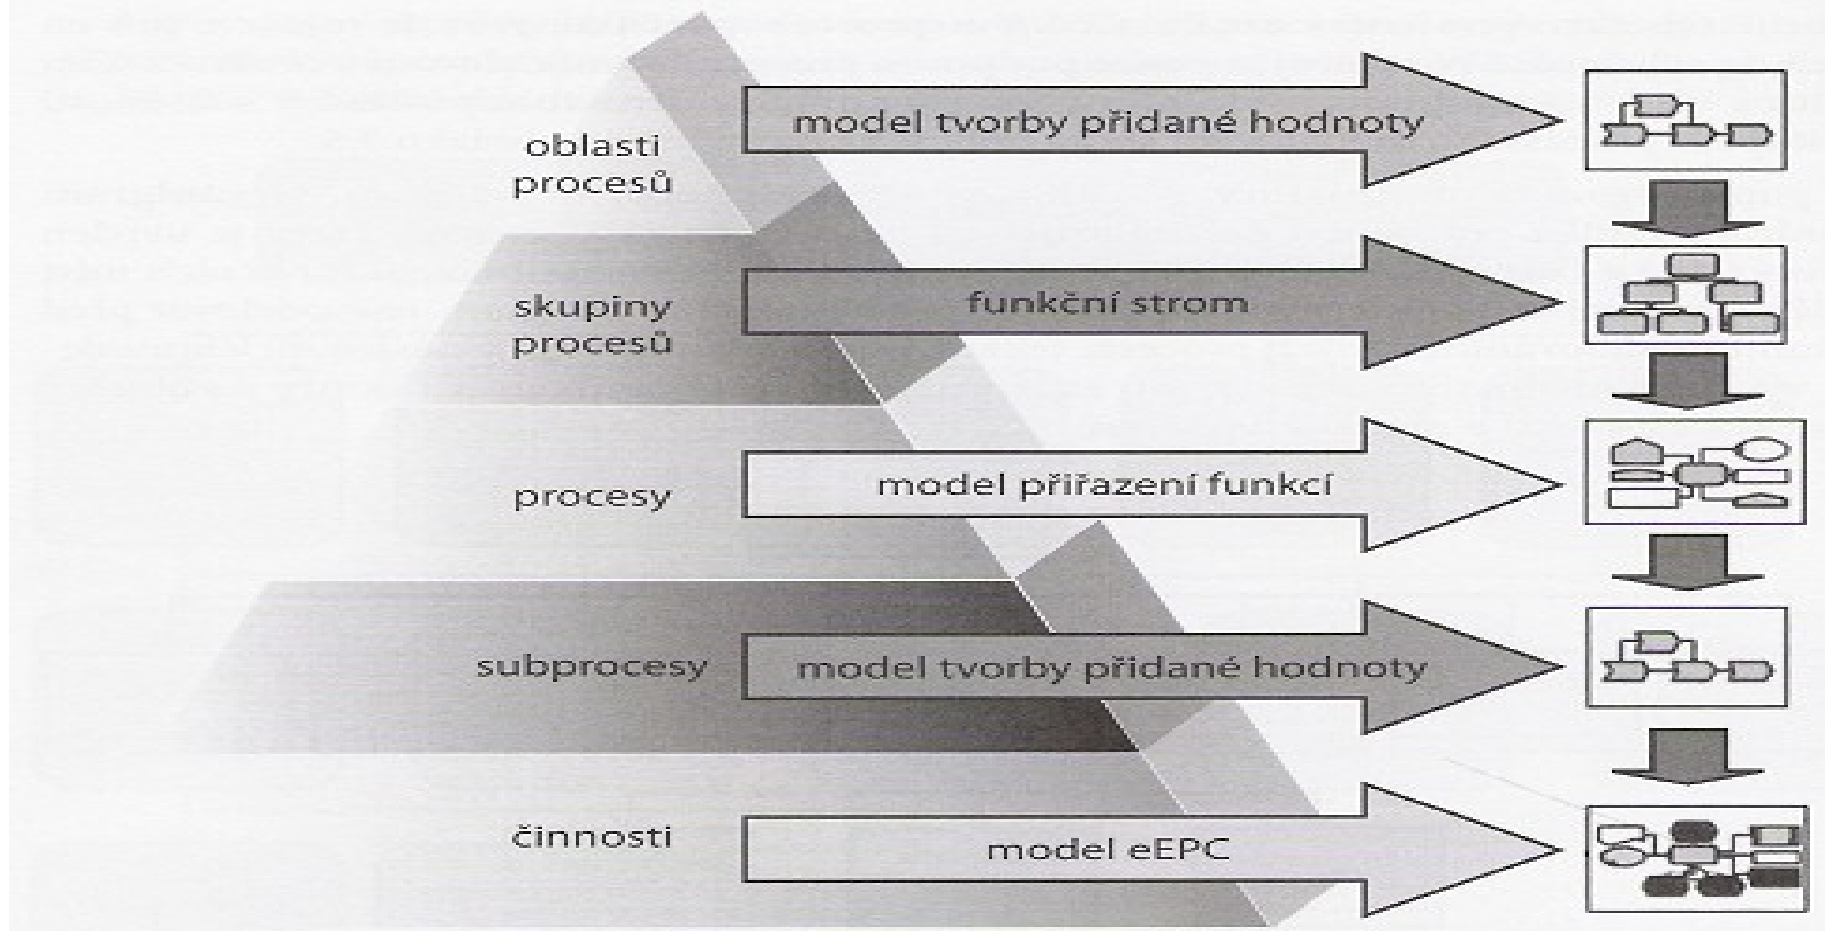 oblasti
procesů
model tvorby přidané hodnoty
skupiny
procesů
funkční strom
procesy
model přiřazení funkcí
subprocesy
model tvorby přidané hodnoty
činnosti
model eEPC